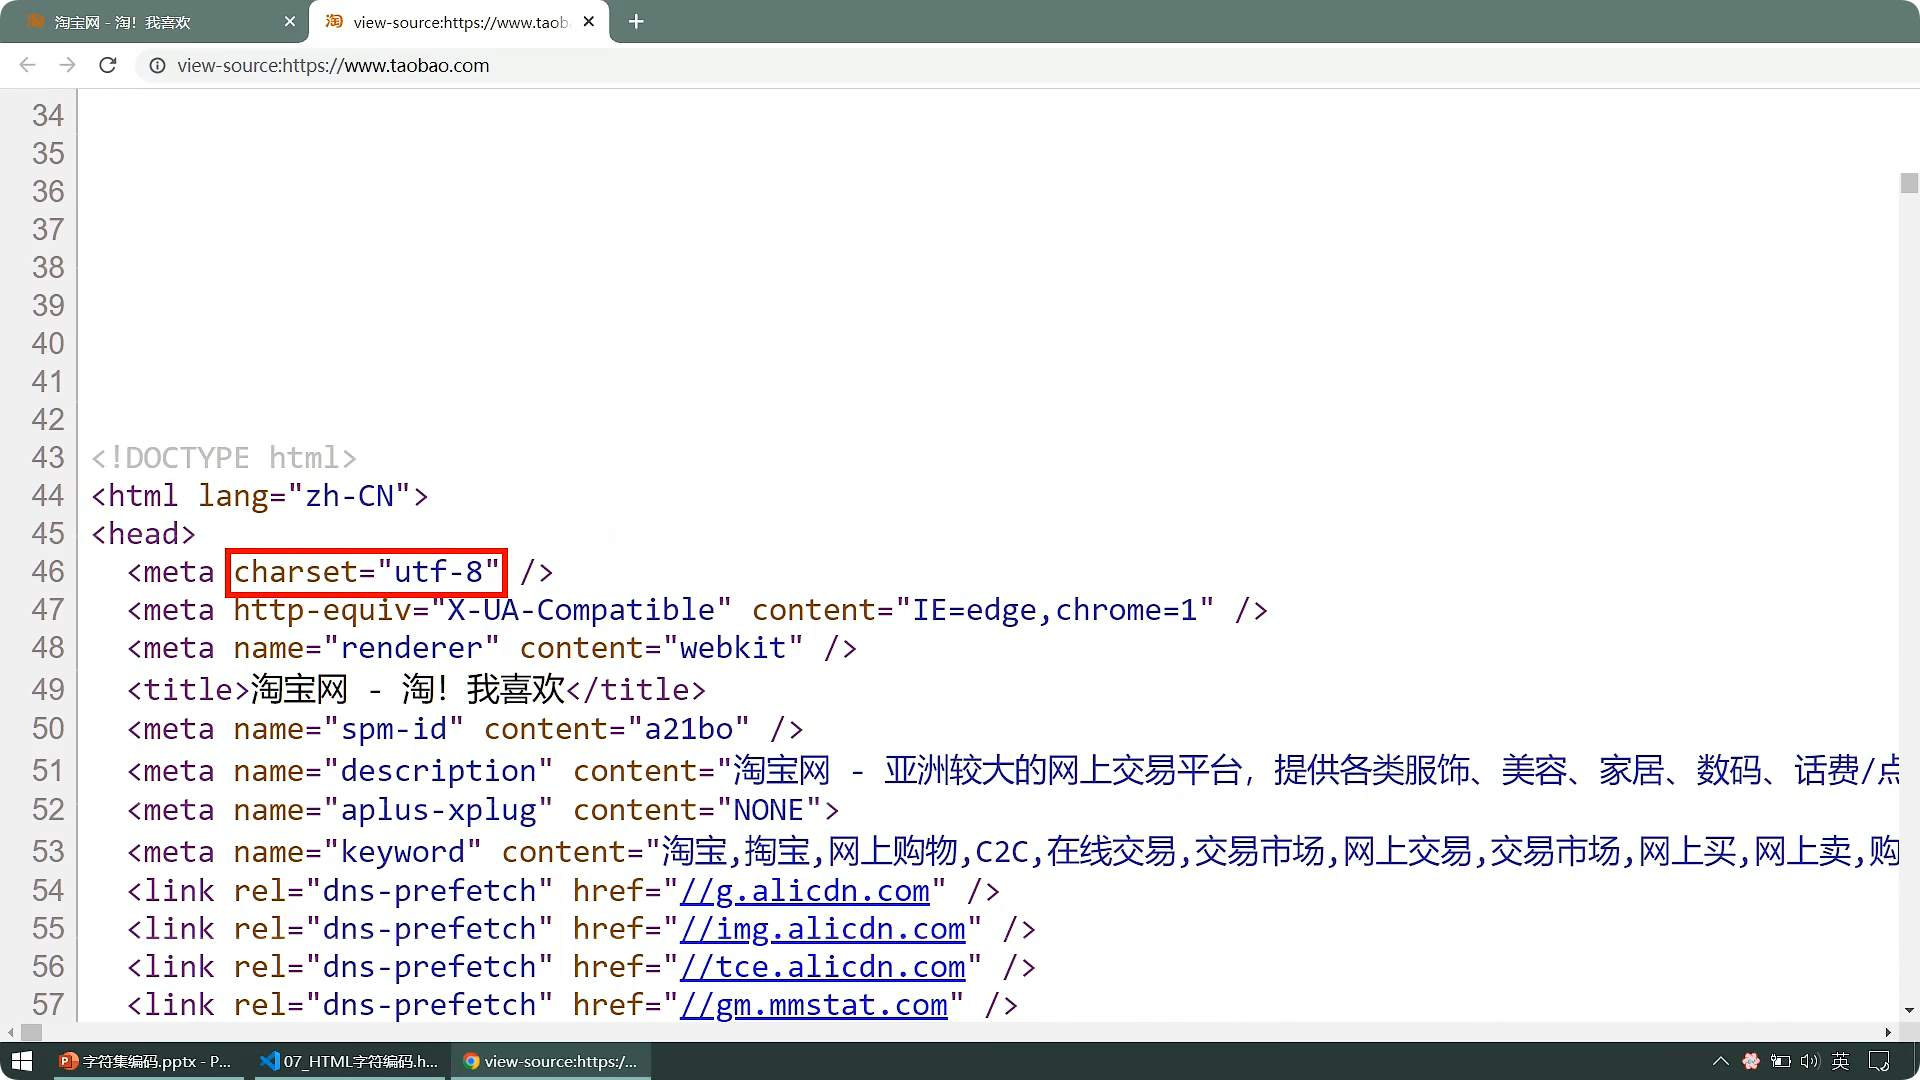 淘宝网 - 淘！我喜欢
view-source:https://www.taob
view-source:https://www.taobao.com
34
35
36
37
38
39
40
41
42
43 <!DOCTYPE html>
44 <html lang="zh-CN">
45 <head>
46 <meta charset="utf-8" />
47 <meta http-equiv="X-UA-Compatible" content="IE=edge,chrome=1" />
48 <meta name="renderer" content="webkit" />
49 <title>淘宝网 - 淘！我喜欢</title>
50 <meta name="spm-id" content="a21bo" />
51 <meta name="description" content="淘宝网 - 亚洲较大的网上交易平台，提供各类服饰、美容、家居、数码、话费/点
52 <meta name="aplus-xplug" content="NONE">
53 <meta name="keyword" content="淘宝,掏宝,网上购物,C2C,在线交易,交易市场,网上交易,交易市场,网上买,网上卖,购
54 <link rel="dns-prefetch" href="//g.alicdn.com" />
55 <link rel="dns-prefetch" href="//img.alicdn.com" />
56 <link rel="dns-prefetch" href="//tce.alicdn.com" />
57 <link rel="dns-prefetch" href="//gm.mmstat.com" />
字符集编码.pptx - P...
07_HTML字符编码.h...
view-source:https:/...
英